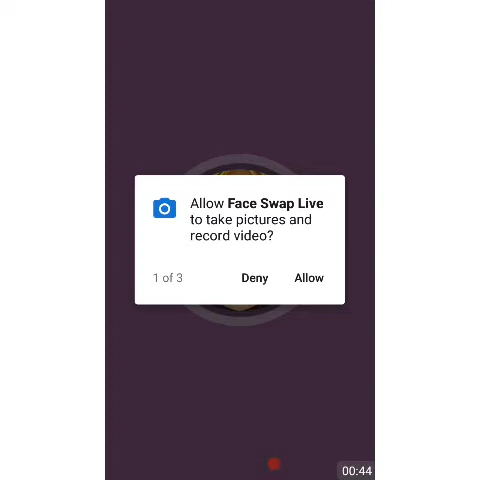 Allow Face Swap Live
to take pictures and
record video?
1 of 3
Deny
Allow
00:44